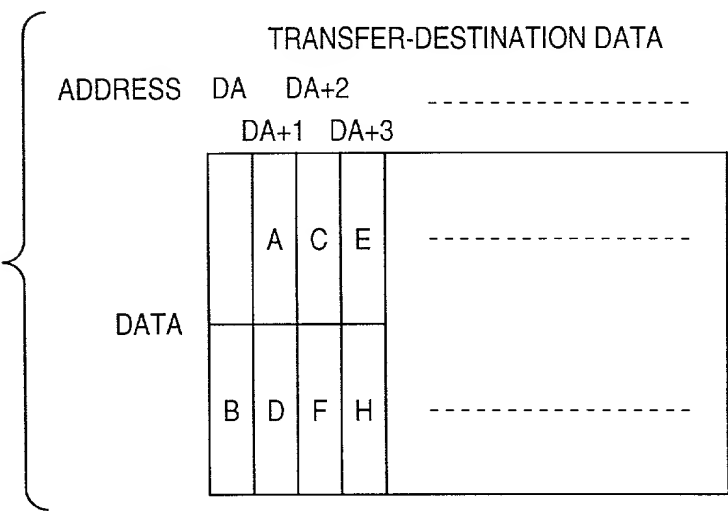 TRANSFER-DESTINATION DATA
ADDRESS DA DA+2
DA+1 DA+3
A C E
DATA
B D F H